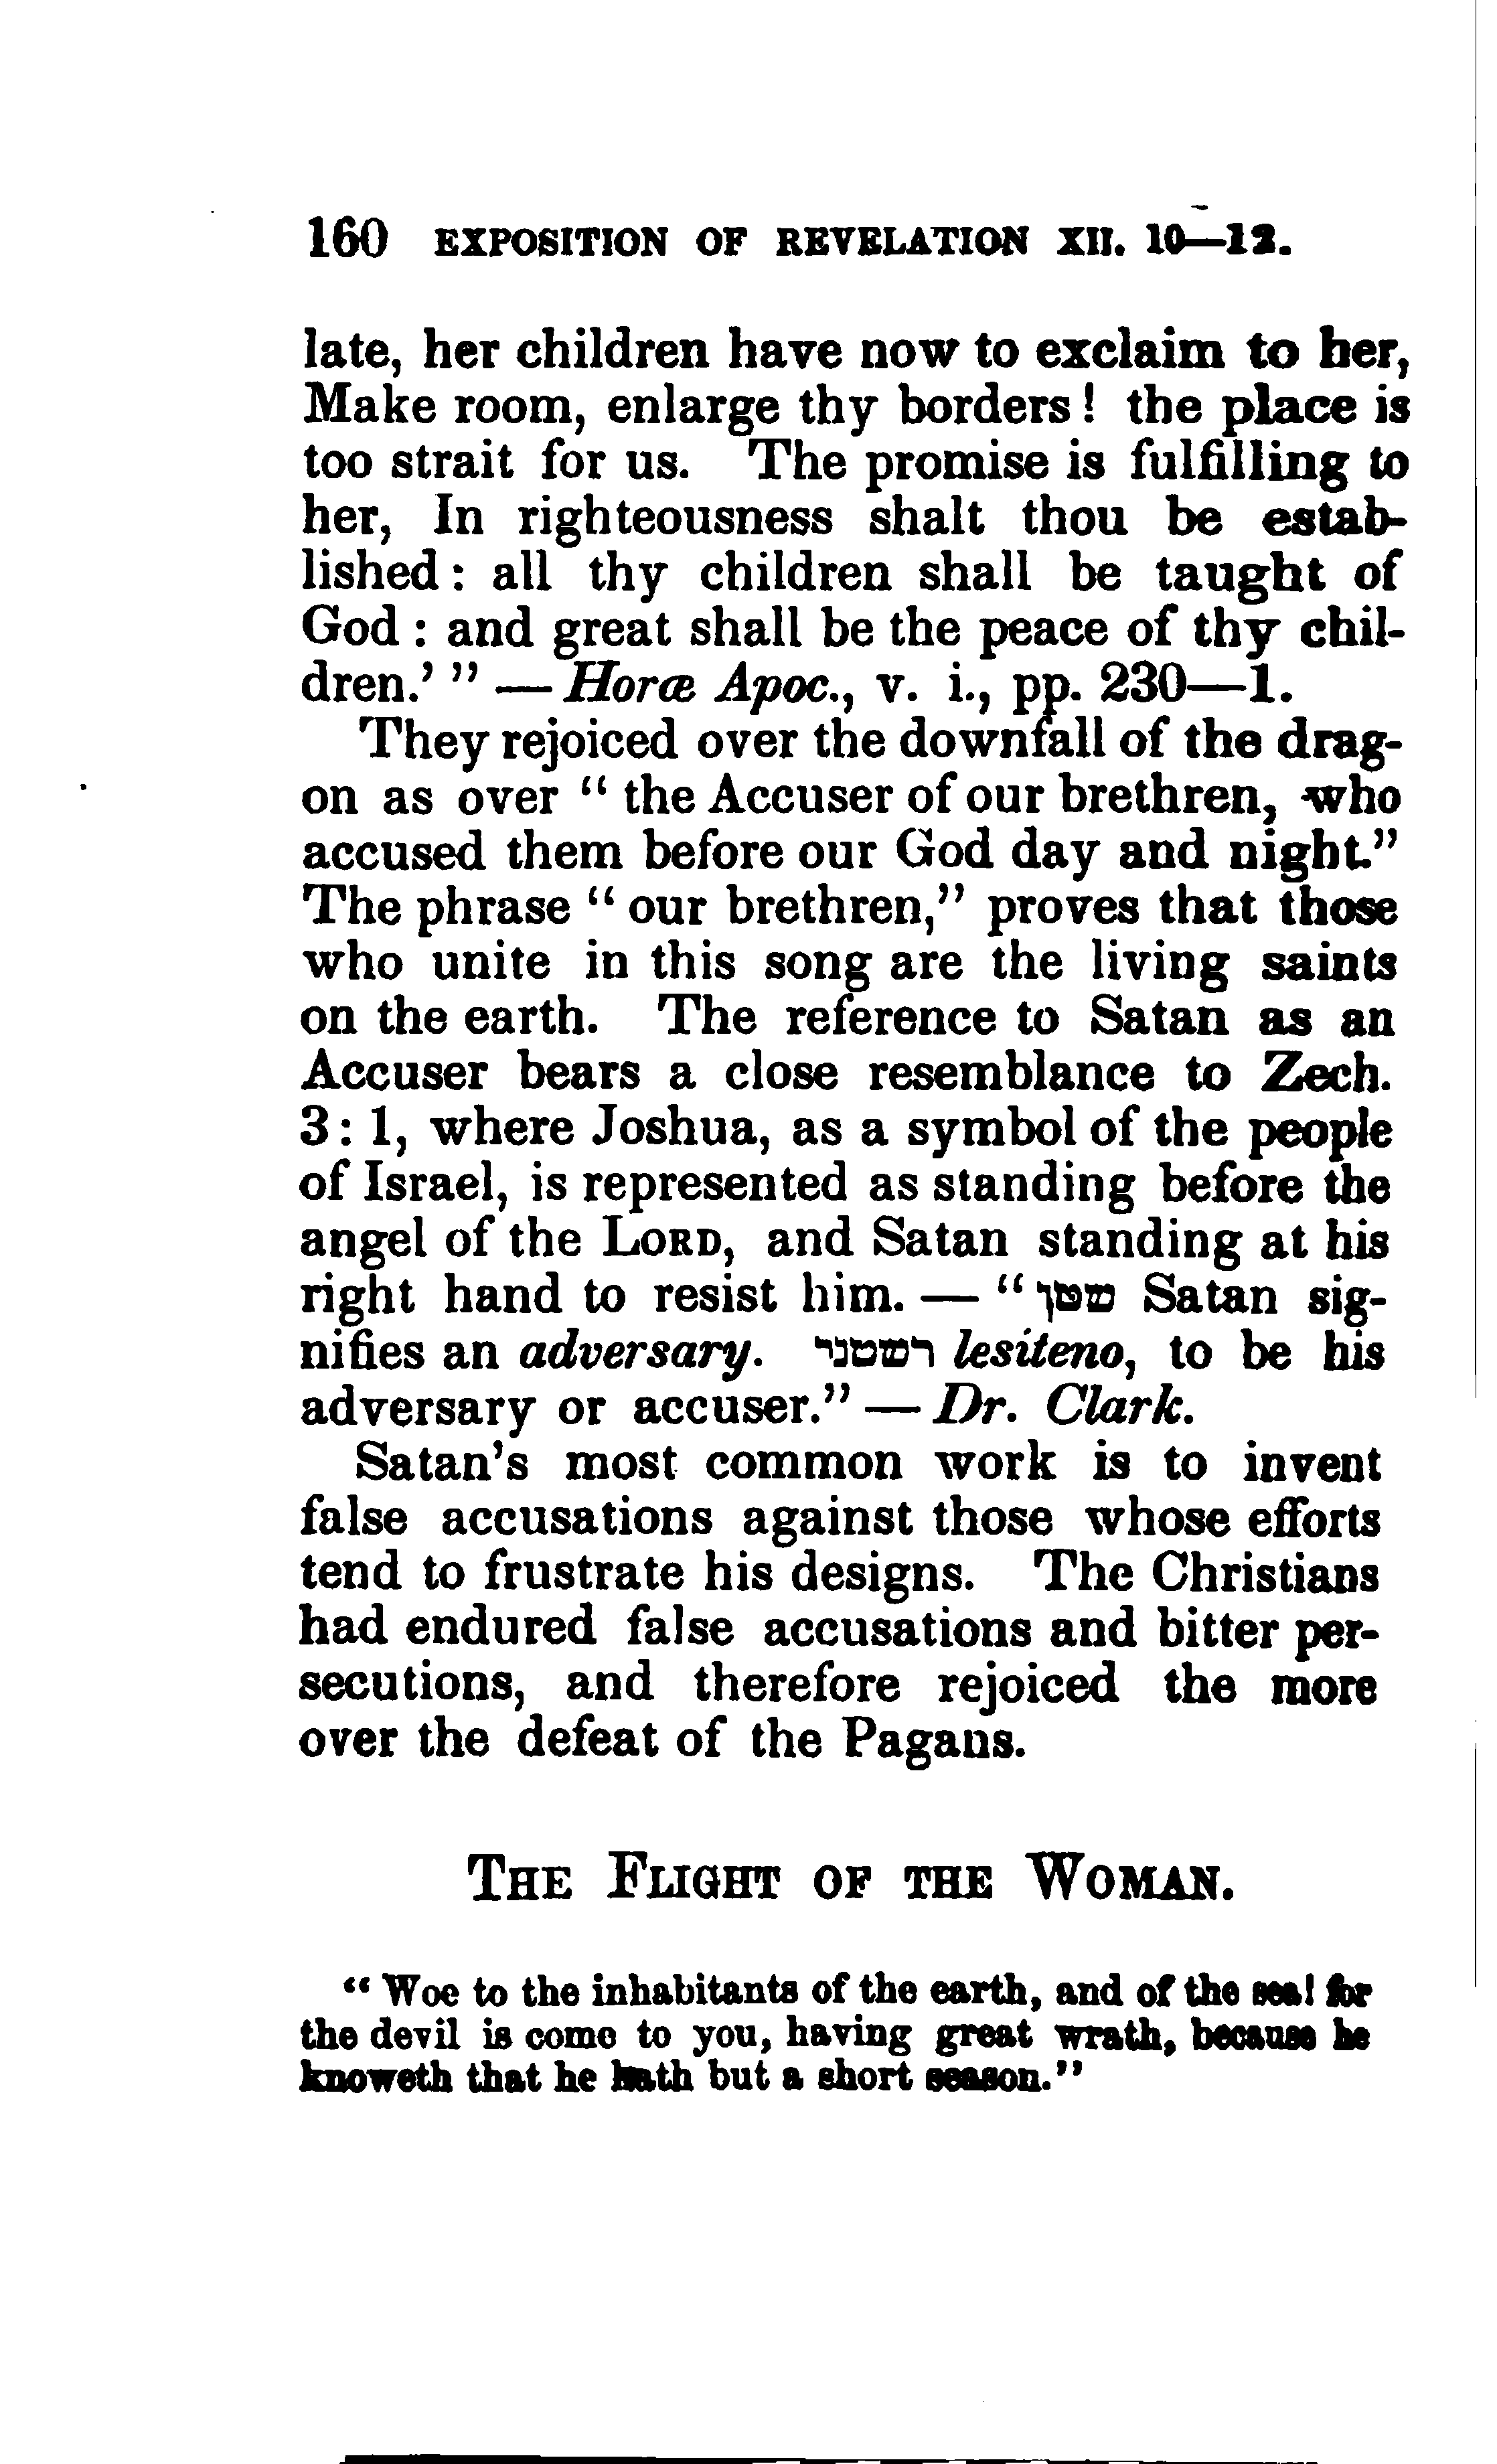 160 EXPOSITION OF REVELATION XII. 10—12.
late, her children have now to exclaim to her,
Make room, enlarge thy borders! the place is
too strait for us. The promise is fulfilling to
her, In righteousness shalt thou be estab-
lished: all thy children shall be taught of
God: and great shall be the peace of thy chil-
dren.' " — Horæ Apoc., v. i., pp. 230—1.
They rejoiced over the downfall of the drag-
on as over " the Accuser of our brethren, who
accused them before our God day and night."
The phrase " our brethren," proves that those
who unite in this song are the living saints
on the earth. The reference to Satan as an
Accuser bears a close resemblance to Zech.
3: 1, where Joshua, as a symbol of the people
of Israel, is represented as standing before the
angel of the LORD, and Satan standing at his
right hand to resist him. — " שטן Satan sig-
nifies an adversary. רשטנר lesiteno, to be his
adversary or accuser." — Dr. Clark.
Satan's most common work is to invent
false accusations against those whose efforts
tend to frustrate his designs. The Christians
had endured false accusations and bitter per-
secutions, and therefore rejoiced the more
over the defeat of the Pagans.
THE FLIGHT OF THE WOMAN.
" Woe to the inhabitants of the earth, and of the sea! for
the devil is come to you, having great wrath, because he
knoweth that he hath but a short season."